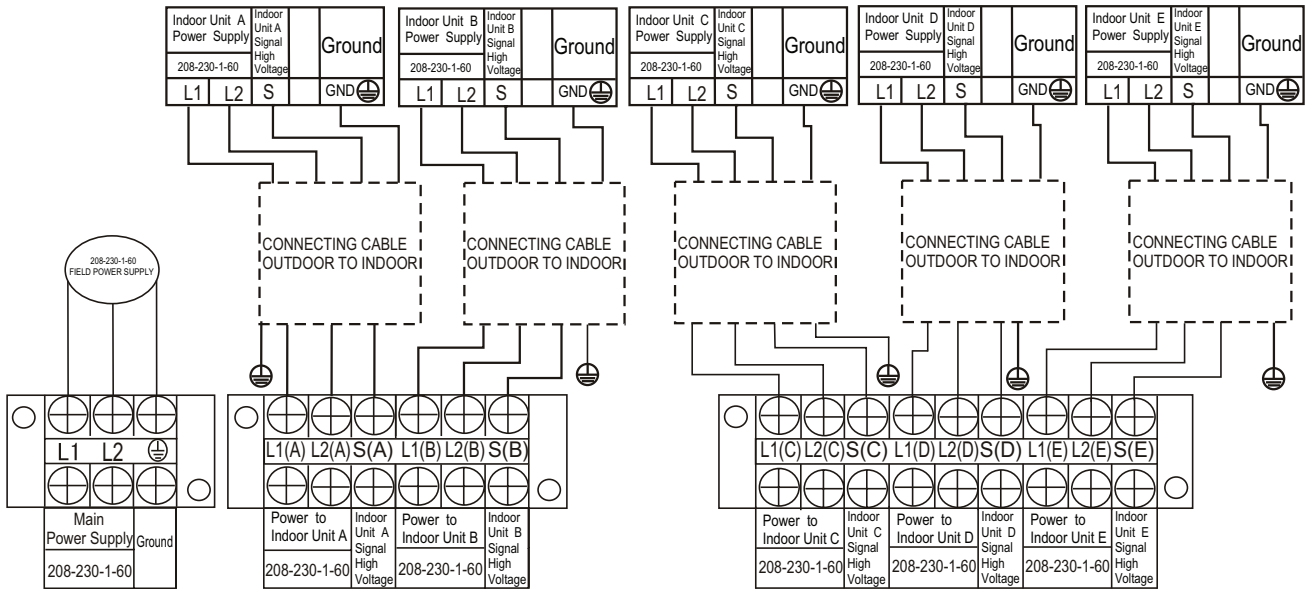 Indoor Unit A
Power Supply
208-230-1-60
Indoor
Unit A
Signal
High
Voltage
Ground
L1 L2 S GND
Indoor Unit B
Power Supply
208-230-1-60
Indoor
Unit B
Signal
High
Voltage
Ground
L1 L2 S GND
Indoor Unit C
Power Supply
208-230-1-60
Indoor
Unit C
Signal
High
Voltage
Ground
L1 L2 S GND
Indoor Unit D
Power Supply
208-230-1-60
Indoor
Unit D
Signal
High
Voltage
Ground
L1 L2 S GND
Indoor Unit E
Power Supply
208-230-1-60
Indoor
Unit E
Signal
High
Voltage
Ground
L1 L2 S GND
CONNECTING CABLE
OUTDOOR TO INDOOR
CONNECTING CABLE
OUTDOOR TO INDOOR
CONNECTING CABLE
OUTDOOR TO INDOOR
CONNECTING CABLE
OUTDOOR TO INDOOR
CONNECTING CABLE
OUTDOOR TO INDOOR
208-230-1-60
FIELD POWER SUPPLY
L1 L2
Main
Power Supply
208-230-1-60
Ground
L1(A) L2(A) S(A) L1(B) L2(B) S(B)
Power to
Indoor Unit A
208-230-1-60
Indoor
Unit A
Signal
High
Voltage
Power to
Indoor Unit B
208-230-1-60
Indoor
Unit B
Signal
High
Voltage
L1(C) L2(C) S(C) L1(D) L2(D) S(D) L1(E) L2(E) S(E)
Power to
Indoor Unit C
208-230-1-60
Indoor
Unit C
Signal
High
Voltage
Power to
Indoor Unit D
208-230-1-60
Indoor
Unit D
Signal
High
Voltage
Power to
Indoor Unit E
208-230-1-60
Indoor
Unit E
Signal
High
Voltage